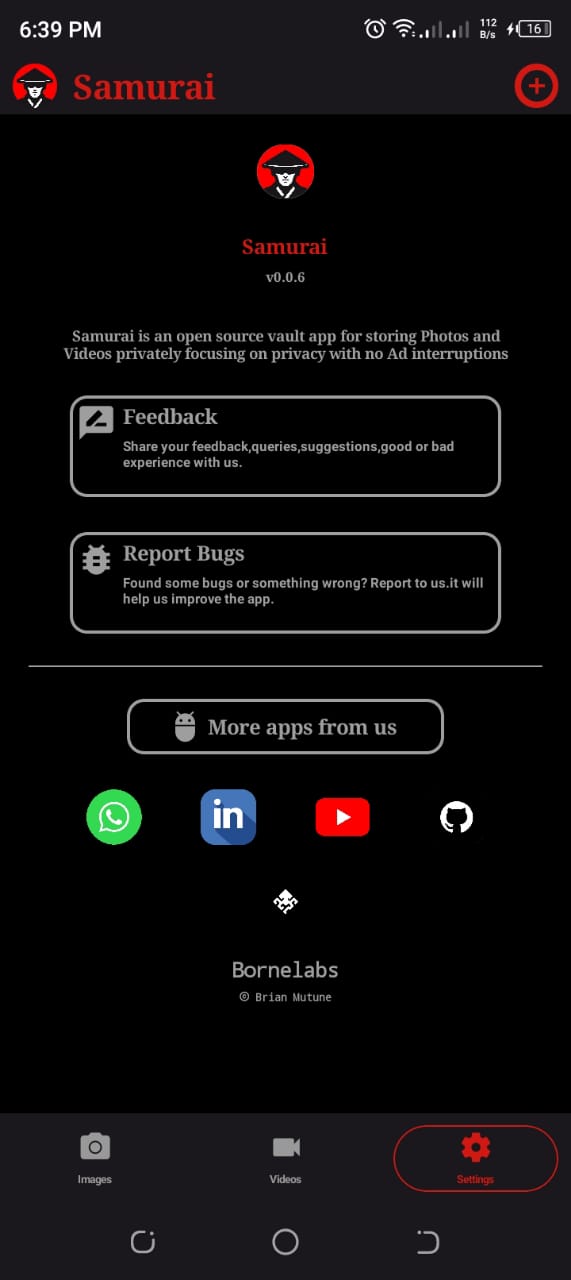 6:39 PM
112
B/s
16
Samurai
Samurai
v0.0.6
Samurai is an open source vault app for storing Photos and
Videos privately focusing on privacy with no Ad interruptions
Feedback
Share your feedback,queries,suggestions,good or bad
experience with us.
Report Bugs
Found some bugs or something wrong? Report to us.it will
help us improve the app.
More apps from us
in
Bornelabs
© Brian Mutune
Images
Videos
Settings